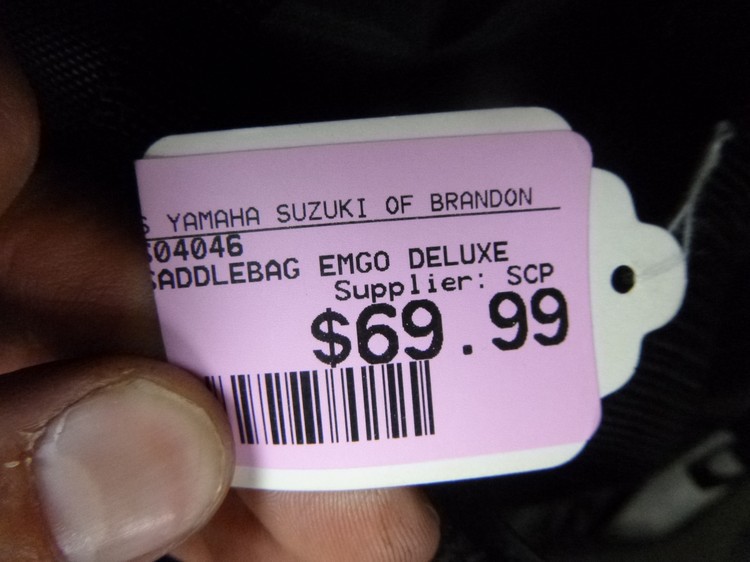 YAMAHA SUZUKI OF BRANDON
04046
SADDLEBAG EMGO DELUXE
Supplier: SCP
$69.99